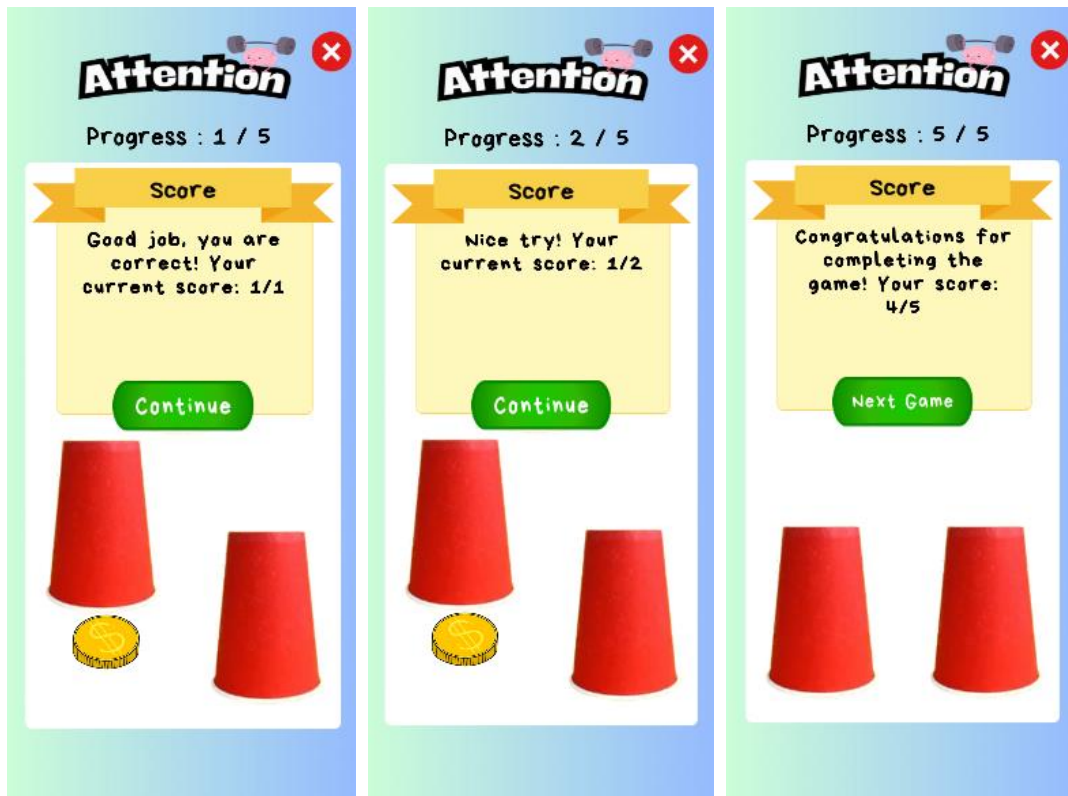 Attention
Progress : 1 / 5
Score
Good job, you are
correct! Your
current score: 1/1
Continue
Attention
Progress : 2 / 5
Score
Nice try! Your
current score: 1/2
Continue
Attention
Progress : 5 / 5
Score
Congratulations for
completing the
game! Your score:
4/5
Next Game